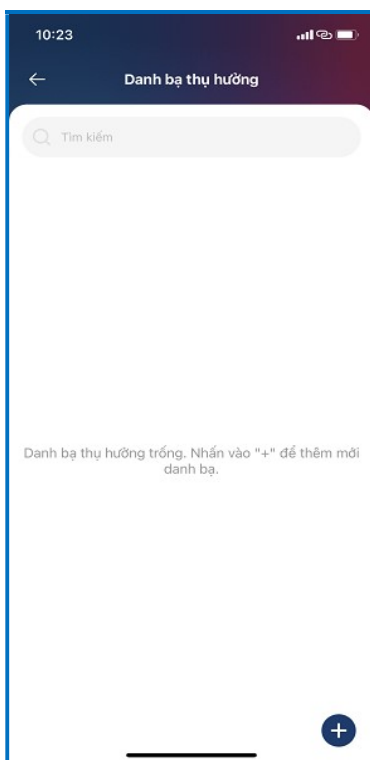 10:23
Danh bạ thụ hưởng
Tìm kiếm
Danh bạ thụ hưởng trống. Nhấn vào "+" để thêm mới
danh bạ.
+